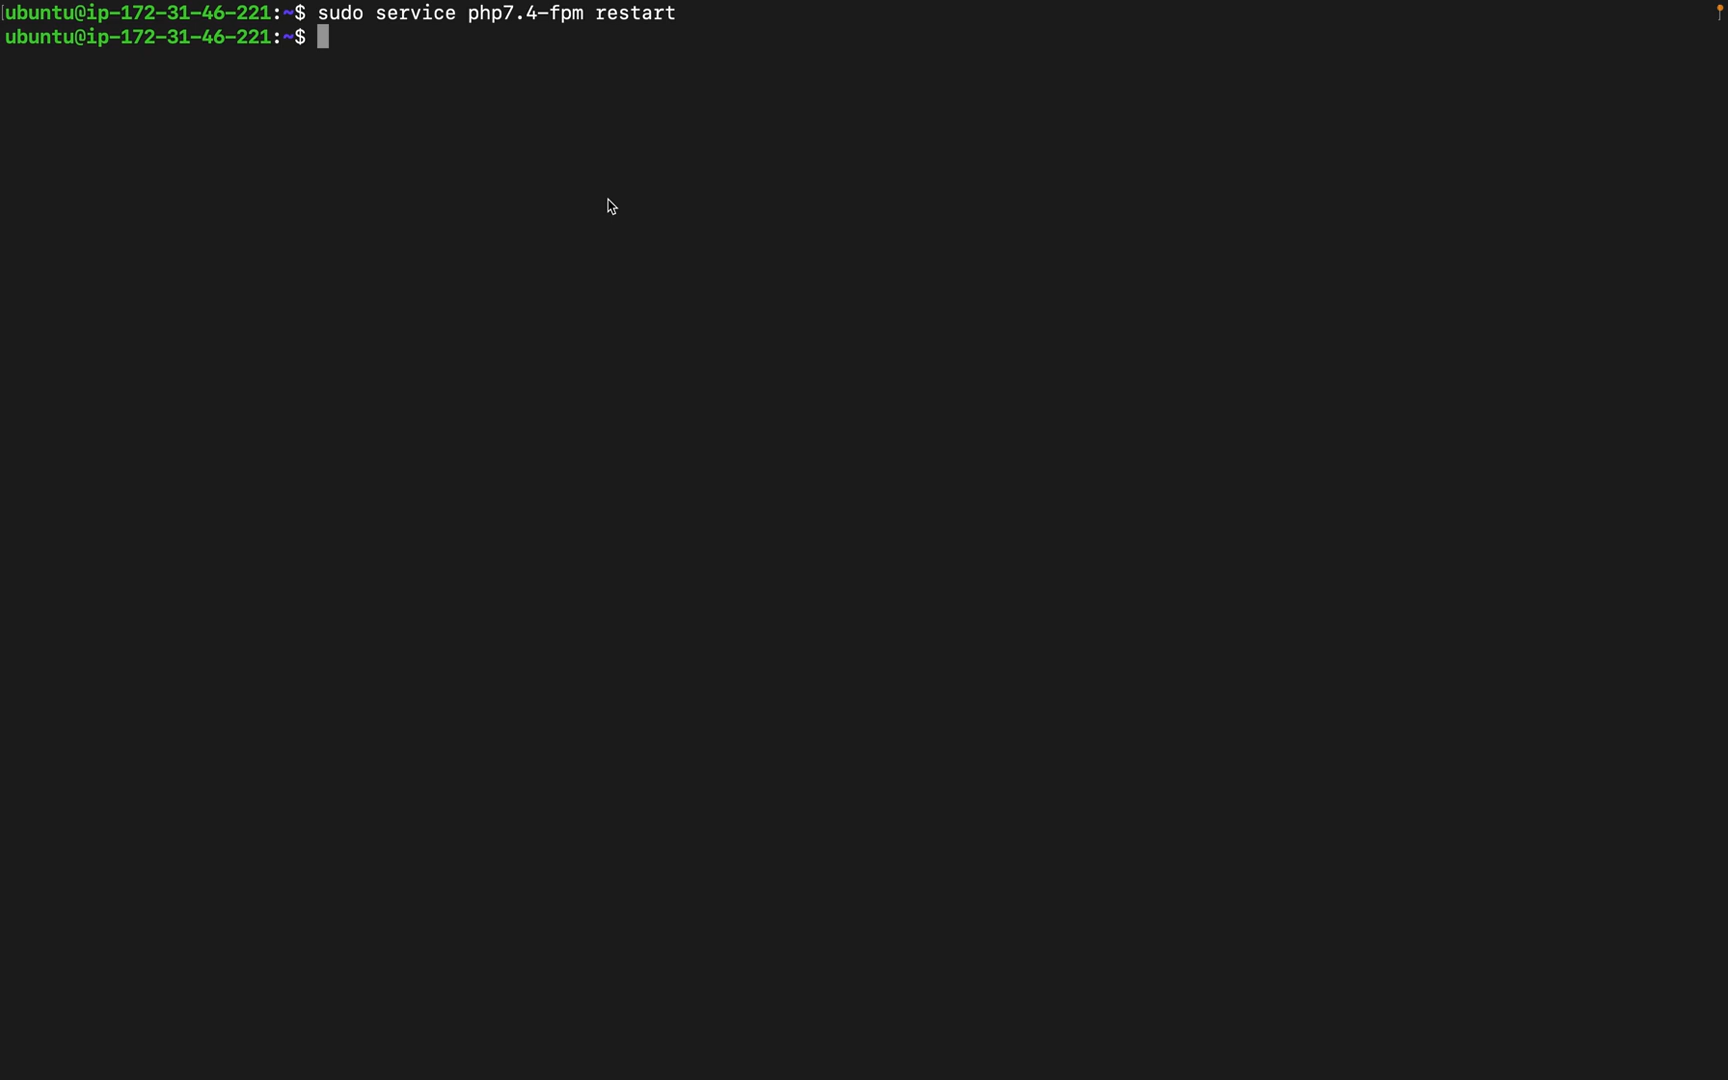 ubuntu@ip-172-31-46-221:~$ sudo service php7.4-fpm restart
ubuntu@ip-172-31-46-221:~$